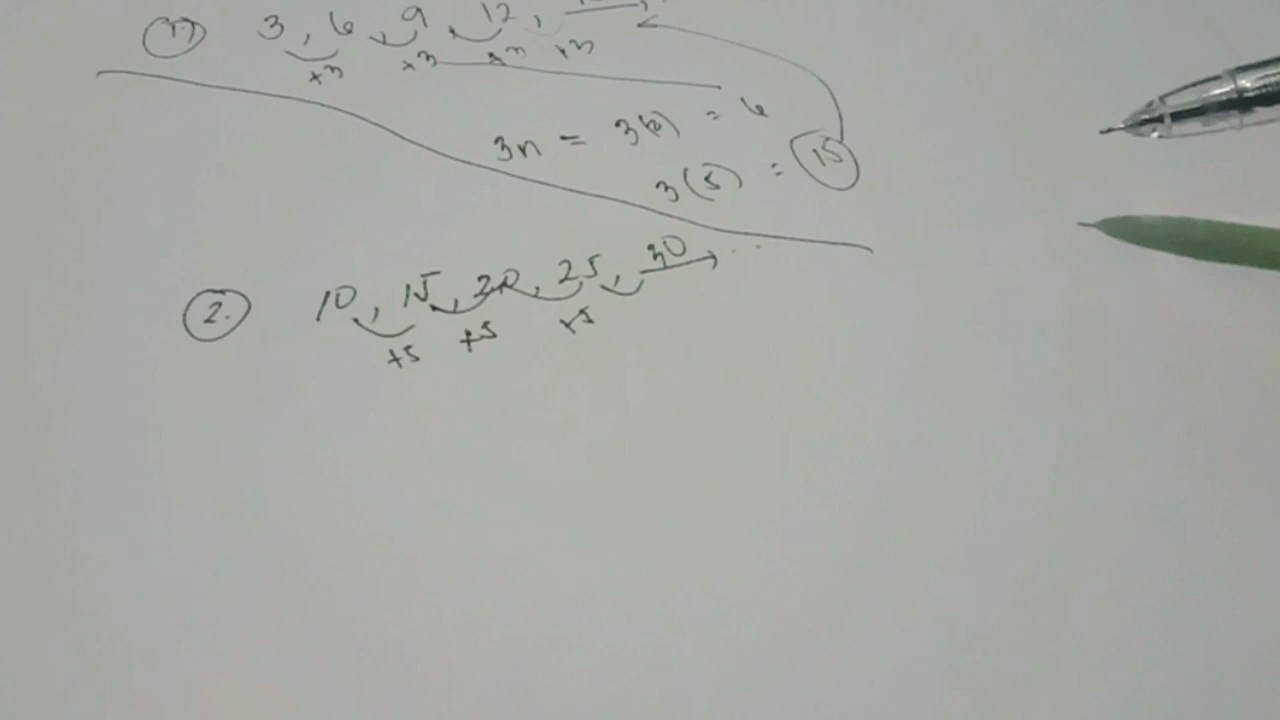 1) 3, 6, 9, 12,
+3 +3 +3 +3
3n = 3(2) = 6
3(5) = 15
2. 10, 15, 20, 25, 30, ...
+5 +5 +5